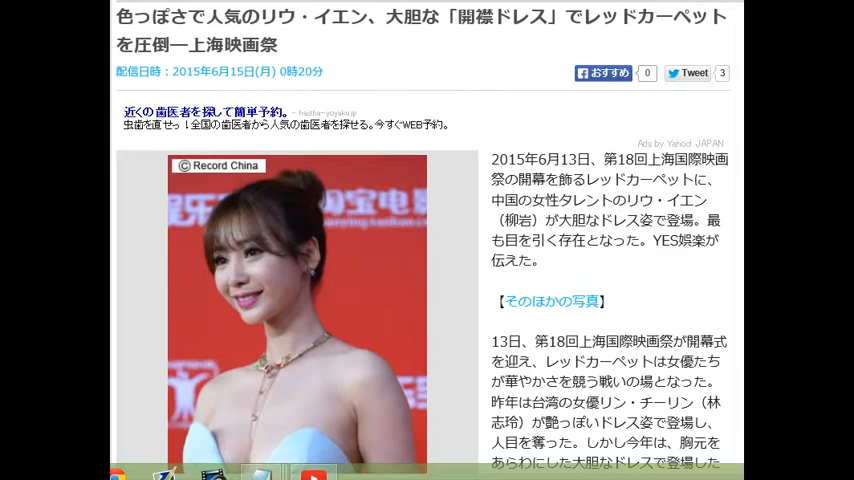 色っぽさで人気のリウ・イエン、大胆な「開襟ドレス」でレッドカーペット
を圧倒―上海映画祭
配信日時：2015年6月15日(月) 0時20分
おすすめ 0 Tweet 3
近くの歯医者を探して簡単予約。 - haisha-yoyaku.jp
虫歯を直せっ！全国の歯医者から人気の歯医者を探せる。今すぐWEB予約。
Ads by Yahoo! JAPAN
© Record China
娱乐
淘宝电影
2015年6月13日、第18回上海国際映画
祭の開幕を飾るレッドカーペットに、
中国の女性タレントのリウ・イエン
（柳岩）が大胆なドレス姿で登場。最
も目を引く存在となった。YES娯楽が
伝えた。
【そのほかの写真】
13日、第18回上海国際映画祭が開幕式
を迎え、レッドカーペットは女優たち
が華やかさを競う戦いの場となった。
昨年は台湾の女優リン・チーリン（林
志玲）が艶っぽいドレス姿で登場し、
人目を奪った。しかし今年は、胸元を
あらわにした大胆なドレスで登場した